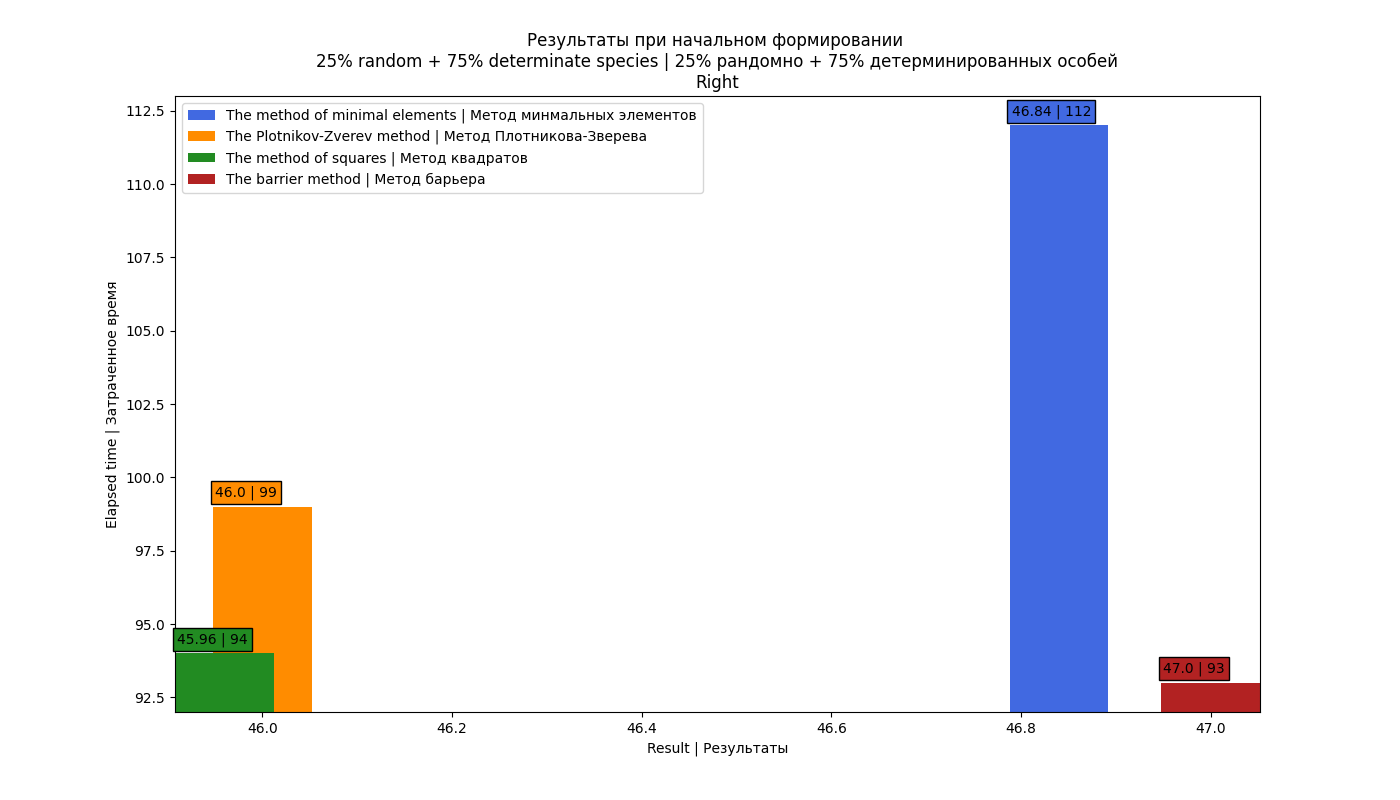 Результаты при начальном формировании
25% random + 75% determinate species | 25% рандомно + 75% детерминированных особей
Right
The method of minimal elements | Метод минмальных элементов
The Plotnikov-Zverev method | Метод Плотникова-Зверева
The method of squares | Метод квадратов
The barrier method | Метод барьера
46.84 | 112
46.0 | 99
45.96 | 94
47.0 | 93
Elapsed time | Затраченное время
112.5
110.0
107.5
105.0
102.5
100.0
97.5
95.0
92.5
46.0
46.2
46.4
46.6
46.8
47.0
Result | Результаты